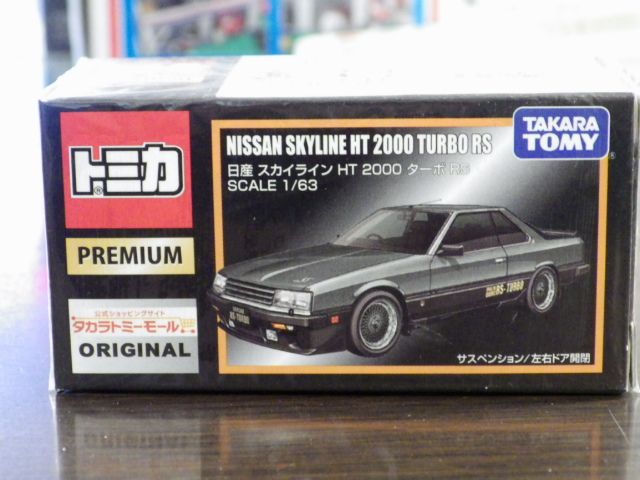 トミカ
®
PREMIUM
公式ショッピングサイト
タカラトミーモール
ORIGINAL
NISSAN SKYLINE HT 2000 TURBO RS
日産 スカイライン HT 2000 ターボ RS
SCALE 1/63
TAKARA
TOMY
®
RS-TURBO
RS-TURBO
サスペンション/左右ドア開閉